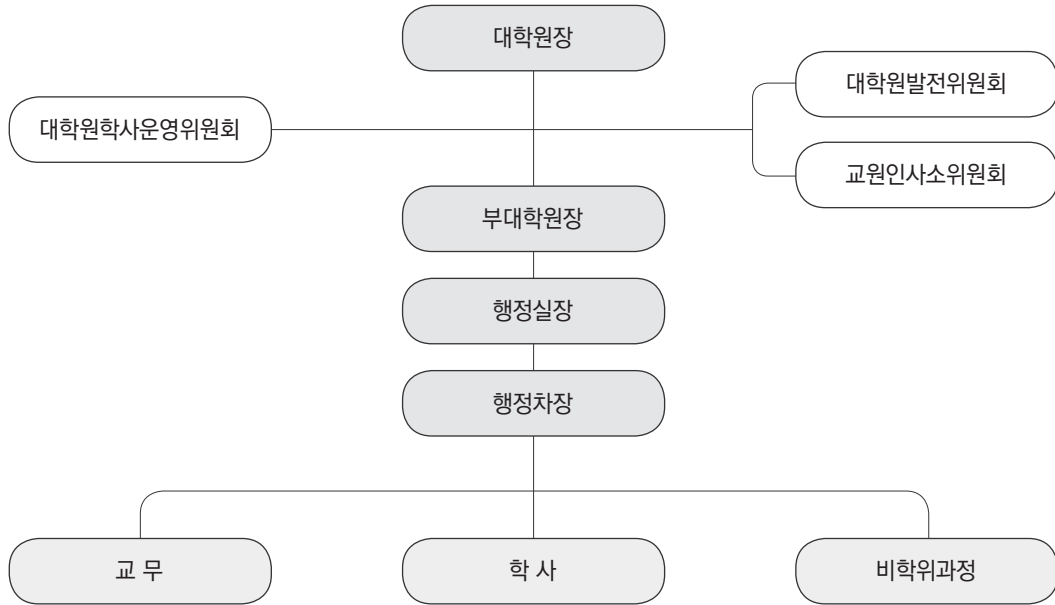 대학원장
대학원발전위원회
대학원학사운영위원회
교원인사소위원회
부대학원장
행정실장
행정차장
교 무
학 사
비학위과정